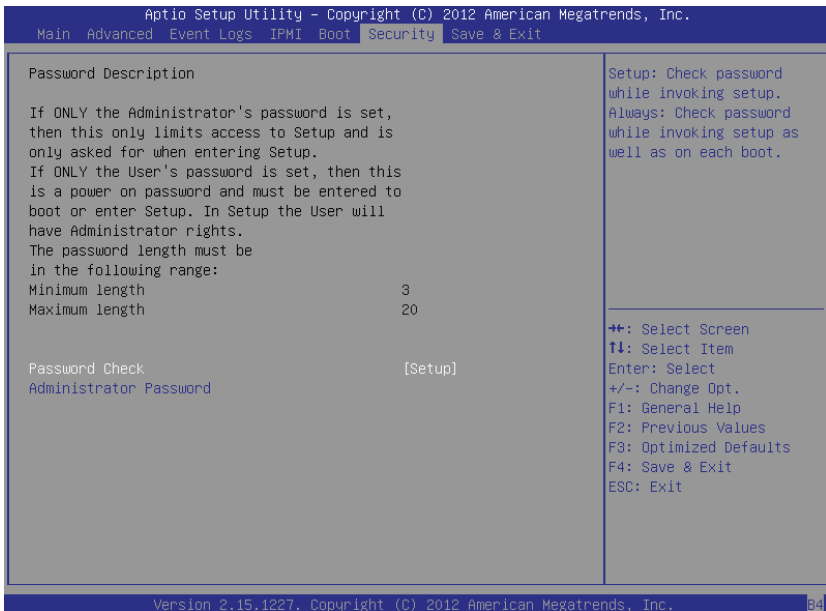 Aptio Setup Utility – Copyright (C) 2012 American Megatrends, Inc.
Main Advanced Event Logs IPMI Boot Security Save & Exit
Password Description
If ONLY the Administrator's password is set,
then this only limits access to Setup and is
only asked for when entering Setup.
If ONLY the User's password is set, then this
is a power on password and must be entered to
boot or enter Setup. In Setup the User will
have Administrator rights.
The password length must be
in the following range:
Minimum length 3
Maximum length 20
Password Check [Setup]
Administrator Password
Setup: Check password
while invoking setup.
Always: Check password
while invoking setup as
well as on each boot.
→←: Select Screen
↑↓: Select Item
Enter: Select
+/-: Change Opt.
F1: General Help
F2: Previous Values
F3: Optimized Defaults
F4: Save & Exit
ESC: Exit
Version 2.15.1227. Copyright (C) 2012 American Megatrends, Inc.
B4